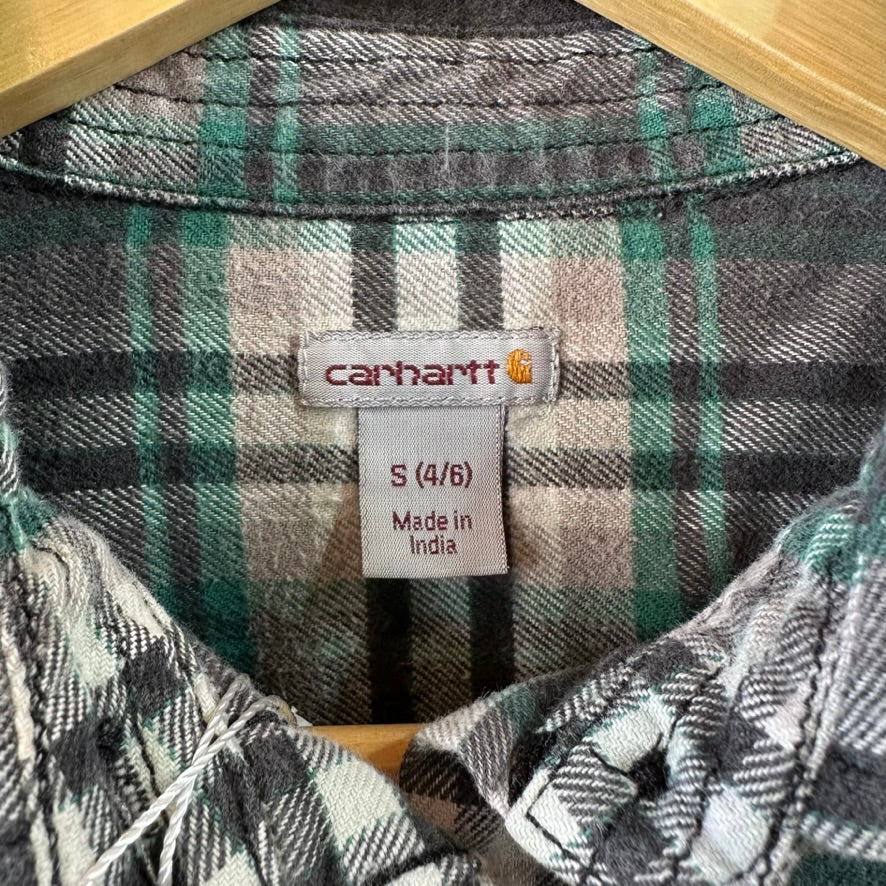 carhartt
S (4/6)
Made in
India